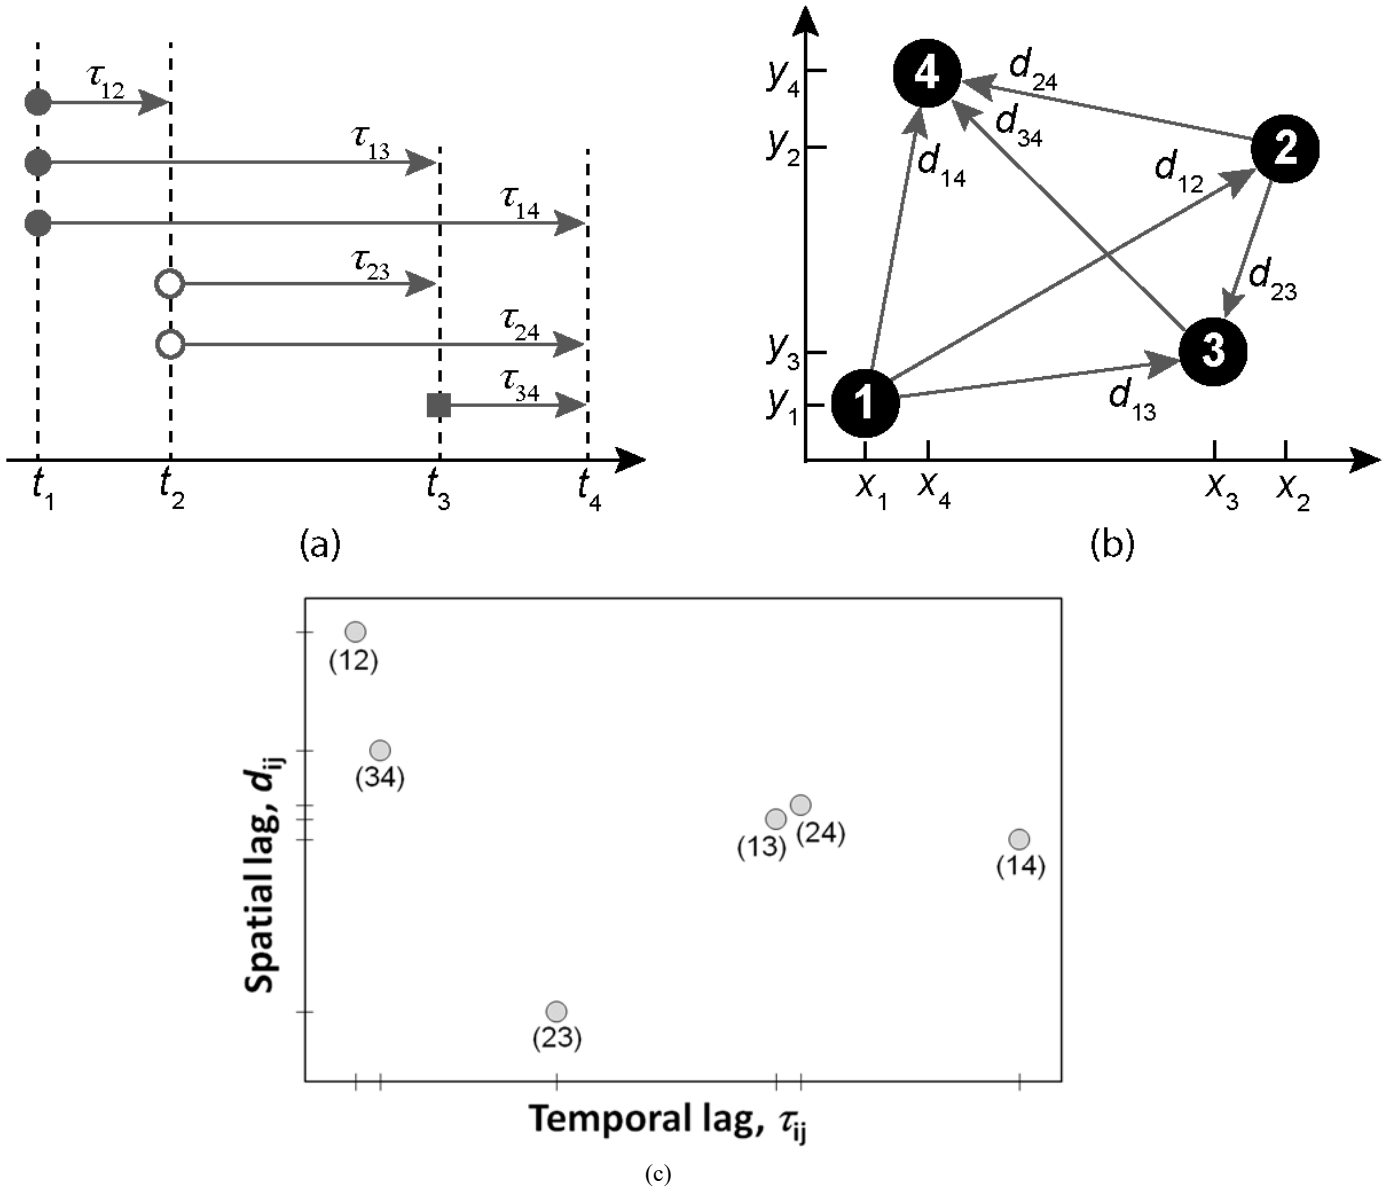 τ12
τ13
τ14
τ23
τ24
τ34
t1 t2 t3 t4
(a)
y4
y2
y3
y1
4
2
3
1
d24
d34
d14
d12
d23
d13
x1 x4 x3 x2
(b)
(12)
(34)
(13) (24)
(14)
(23)
Spatial lag, dij
Temporal lag, τij
(c)